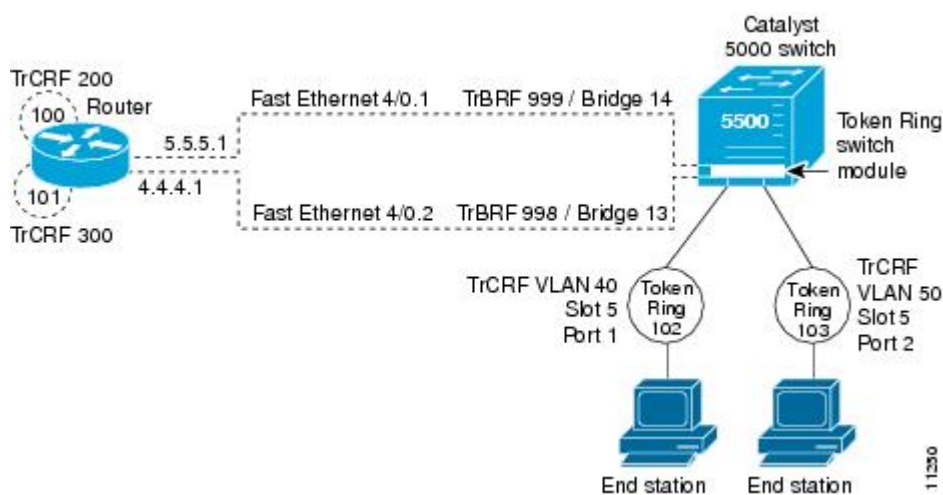 Catalyst
5000 switch
TrCRF 200
100
Router
Fast Ethernet 4/0.1
TrBRF 999 / Bridge 14
5500
Token Ring
switch
module
5.5.5.1
4.4.4.1
101
TrCRF 300
Fast Ethernet 4/0.2
TrBRF 998 / Bridge 13
TrCRF VLAN 40
Slot 5
Port 1
Token
Ring
102
Token
Ring
103
TrCRF
VLAN 50
Slot 5
Port 2
End station
End station
11250